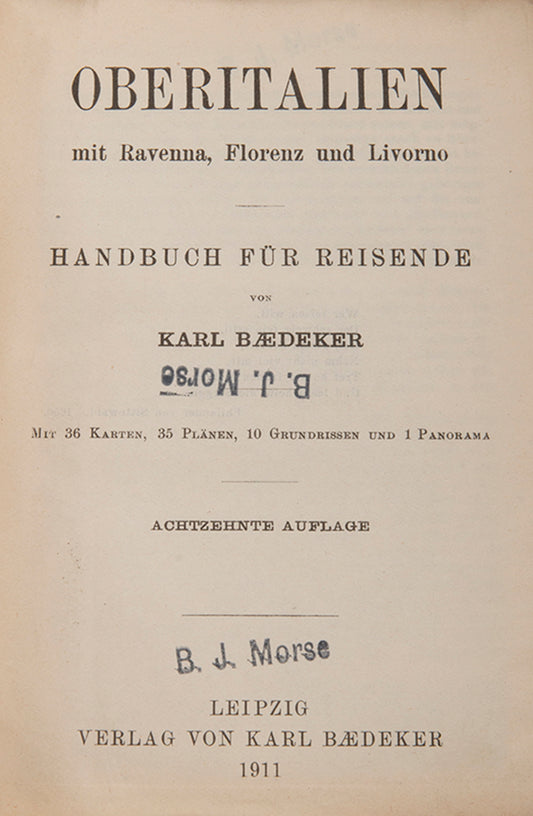 OBERITALIEN
mit Ravenna, Florenz und Livorno
HANDBUCH FÜR REISENDE
VON
KARL BÆDEKER
B. J. Morse
MIT 36 KARTEN, 35 PLÄNEN, 10 GRUNDRISSEN UND 1 PANORAMA
ACHTZEHNTE AUFLAGE
B. J. Morse
LEIPZIG
VERLAG VON KARL BÆDEKER
1911